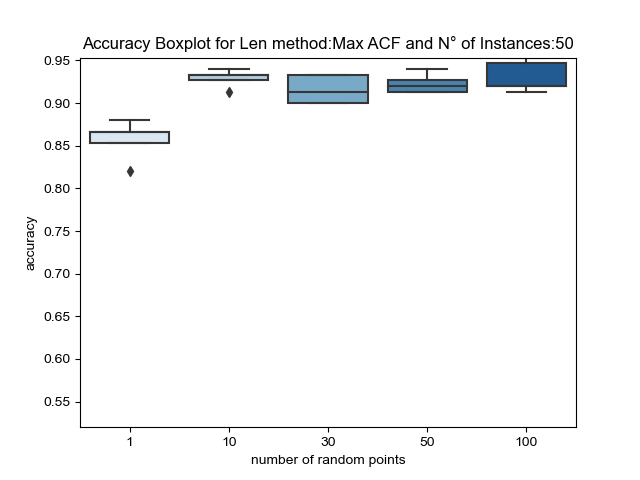 Accuracy Boxplot for Len method:Max ACF and N° of Instances:50
0.95
0.90
0.85
0.80
0.75
0.70
0.65
0.60
0.55
accuracy
1 10 30 50 100
number of random points